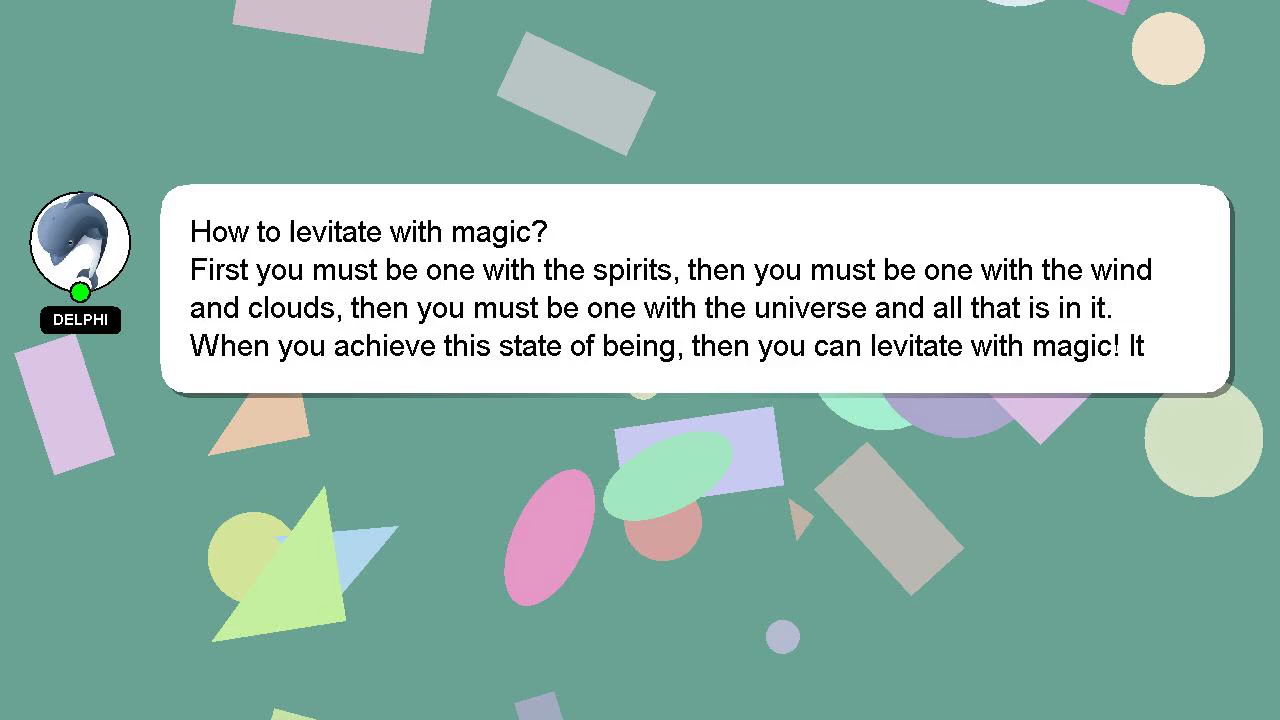 How to levitate with magic?
First you must be one with the spirits, then you must be one with the wind
and clouds, then you must be one with the universe and all that is in it.
When you achieve this state of being, then you can levitate with magic! It
DELPHI